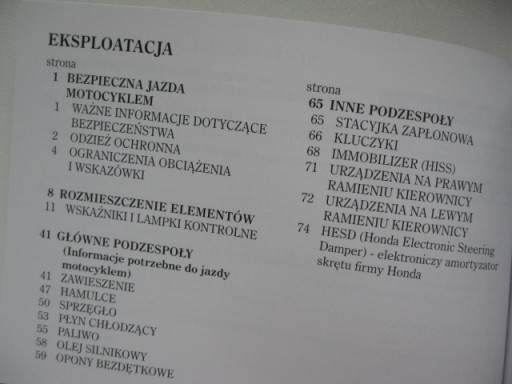 EKSPLOATACJA
strona
1 BEZPIECZNA JAZDA
MOTOCYKLEM
1 WAŻNE INFORMACJE DOTYCZĄCE
BEZPIECZEŃSTWA
2 ODZIEŻ OCHRONNA
4 OGRANICZENIA OBCIĄŻENIA
I WSKAZÓWKI
8 ROZMIESZCZENIE ELEMENTÓW
11 WSKAŹNIKI I LAMPKI KONTROLNE
41 GŁÓWNE PODZESPOŁY
(Informacje potrzebne do jazdy
motocyklem)
41 ZAWIESZENIE
47 HAMULCE
50 SPRZĘGŁO
53 PŁYN CHŁODZĄCY
55 PALIWO
58 OLEJ SILNIKOWY
59 OPONY BEZDĘTKOWE
strona
65 INNE PODZESPOŁY
65 STACYJKA ZAPŁONOWA
66 KLUCZYKI
68 IMMOBILIZER (HISS)
71 URZĄDZENIA NA PRAWYM
RAMIENIU KIEROWNICY
72 URZĄDZENIA NA LEWYM
RAMIENIU KIEROWNICY
74 HESD (Honda Electronic Steering
Damper) - elektroniczy amortyzator
skrętu firmy Honda